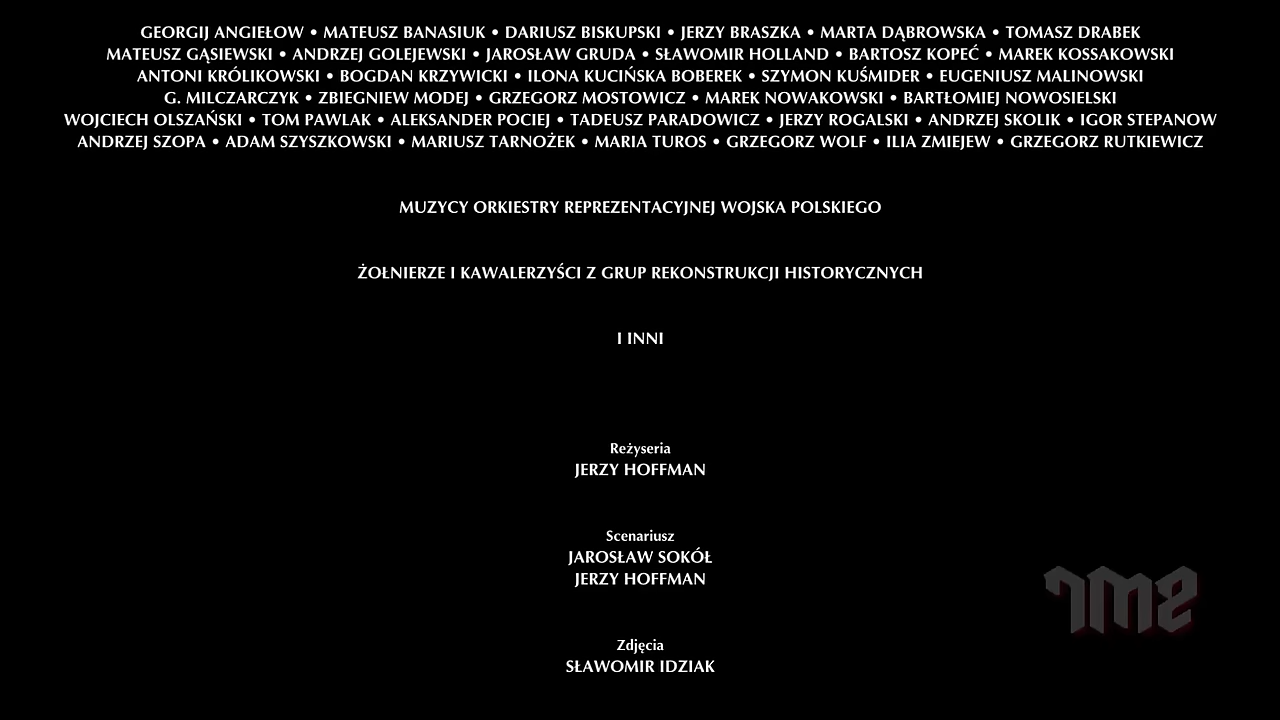 GEORGIJ ANGIEŁOW • MATEUSZ BANASIUK • DARIUSZ BISKUPSKI • JERZY BRASZKA • MARTA DĄBROWSKA • TOMASZ DRABEK
MATEUSZ GĄSIEWSKI • ANDRZEJ GOLEJEWSKI • JAROSŁAW GRUDA • SŁAWOMIR HOLLAND • BARTOSZ KOPEĆ • MAREK KOSSAKOWSKI
ANTONI KRÓLIKOWSKI • BOGDAN KRZYWICKI • ILONA KUCIŃSKA BOBEREK • SZYMON KUŚMIDER • EUGENIUSZ MALINOWSKI
G. MILCZARCZYK • ZBIEGNIEW MODEJ • GRZEGORZ MOSTOWICZ • MAREK NOWAKOWSKI • BARTŁOMIEJ NOWOSIELSKI
WOJCIECH OLSZAŃSKI • TOM PAWLAK • ALEKSANDER POCIEJ • TADEUSZ PARADOWICZ • JERZY ROGALSKI • ANDRZEJ SKOLIK • IGOR STEPANOW
ANDRZEJ SZOPA • ADAM SZYSZKOWSKI • MARIUSZ TARNOŻEK • MARIA TUROS • GRZEGORZ WOLF • ILIA ZMIEJEW • GRZEGORZ RUTKIEWICZ
MUZYCY ORKIESTRY REPREZENTACYJNEJ WOJSKA POLSKIEGO
ŻOŁNIERZE I KAWALERZYŚCI Z GRUP REKONSTRUKCJI HISTORYCZNYCH
I INNI
Reżyseria
JERZY HOFFMAN
Scenariusz
JAROSŁAW SOKÓŁ
JERZY HOFFMAN
Zdjęcia
SŁAWOMIR IDZIAK